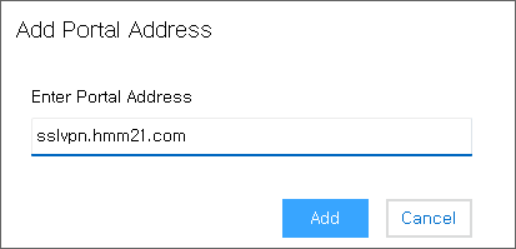 Add Portal Address
Enter Portal Address
sslvpn.hmm21.com
Add Cancel